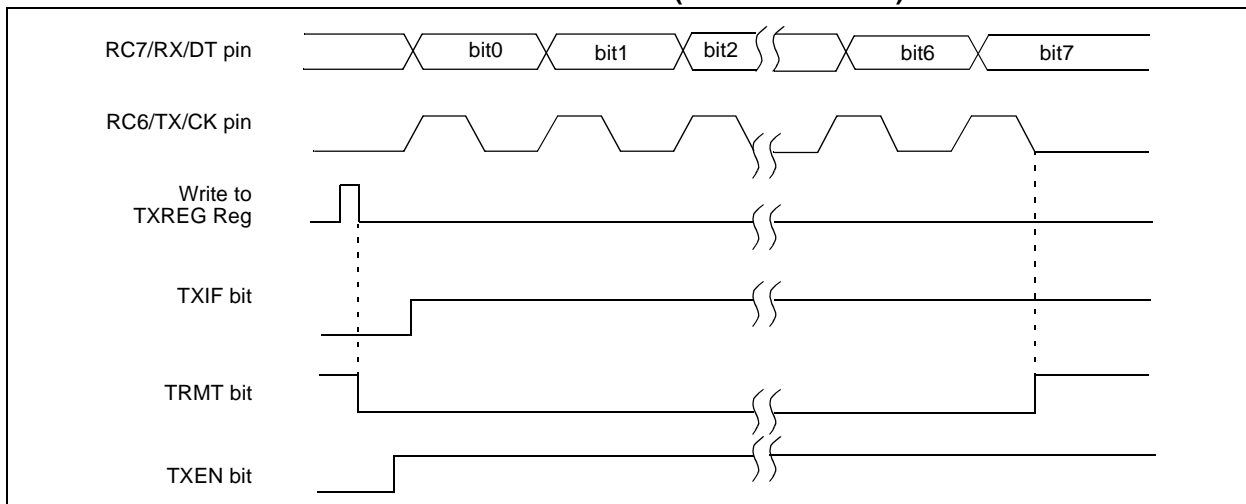 RC7/RX/DT pin
bit0 bit1 bit2 bit6 bit7
RC6/TX/CK pin
Write to
TXREG Reg
TXIF bit
TRMT bit
TXEN bit